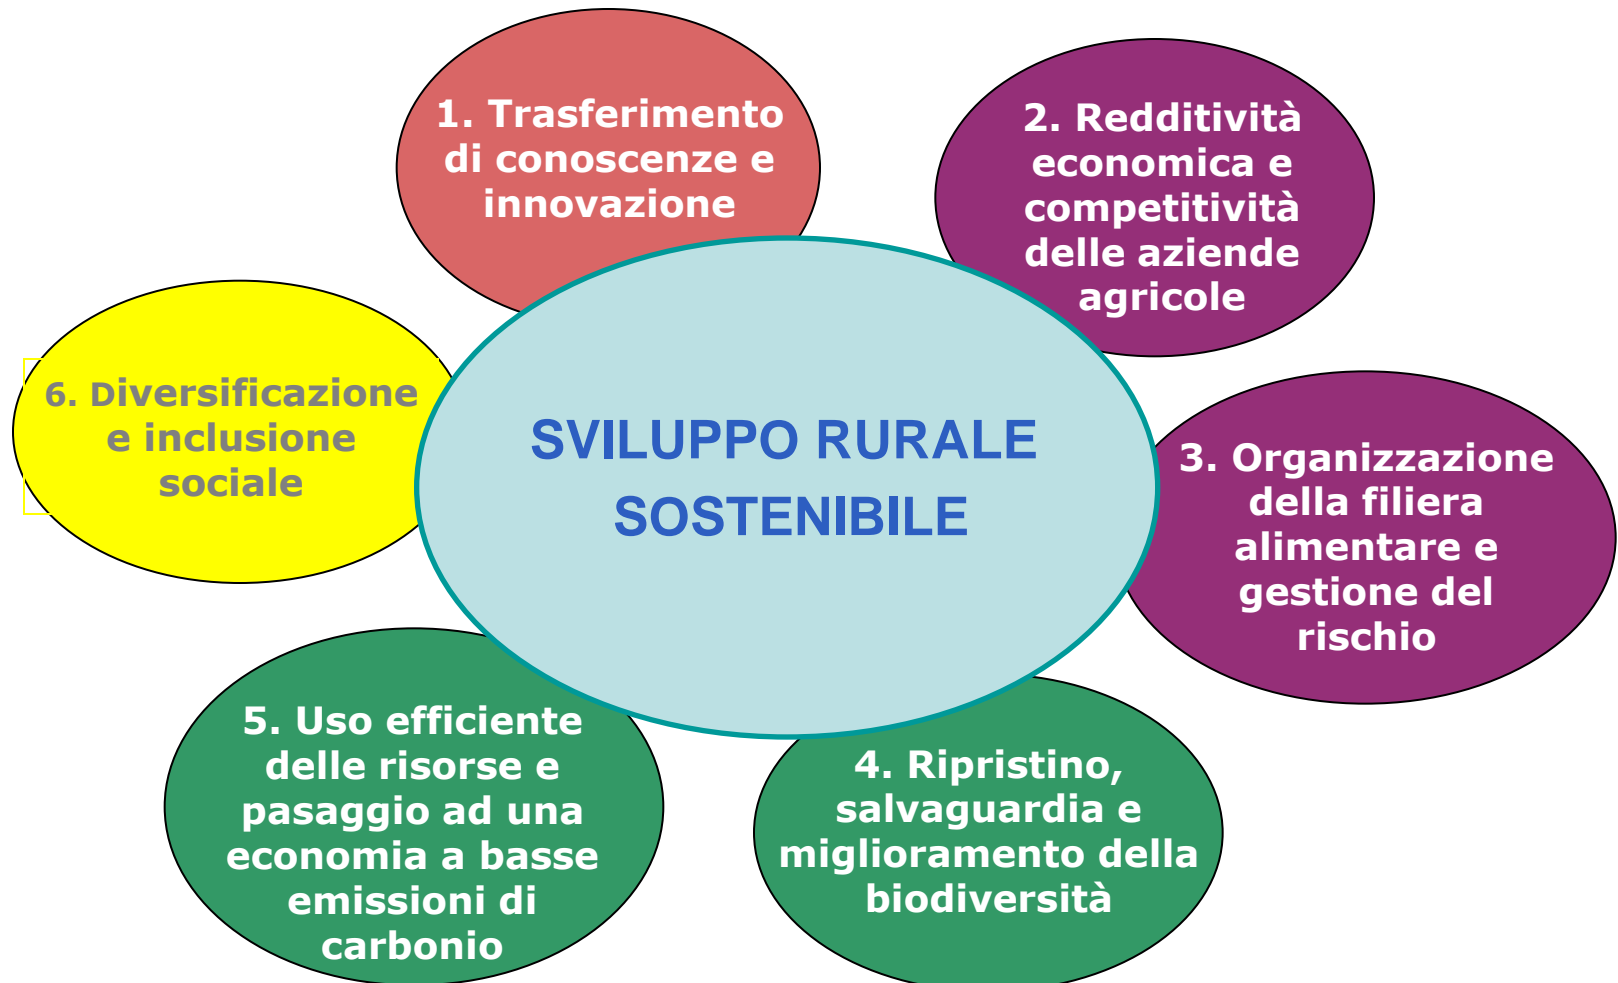 1. Trasferimento
di conoscenze e
innovazione
2. Redditività
economica e
competitività
delle aziende
agricole
3. Organizzazione
della filiera
alimentare e
gestione del
rischio
4. Ripristino,
salvaguardia e
miglioramento della
biodiversità
5. Uso efficiente
delle risorse e
pasaggio ad una
economia a basse
emissioni di
carbonio
6. Diversificazione
e inclusione
sociale
SVILUPPO RURALE
SOSTENIBILE